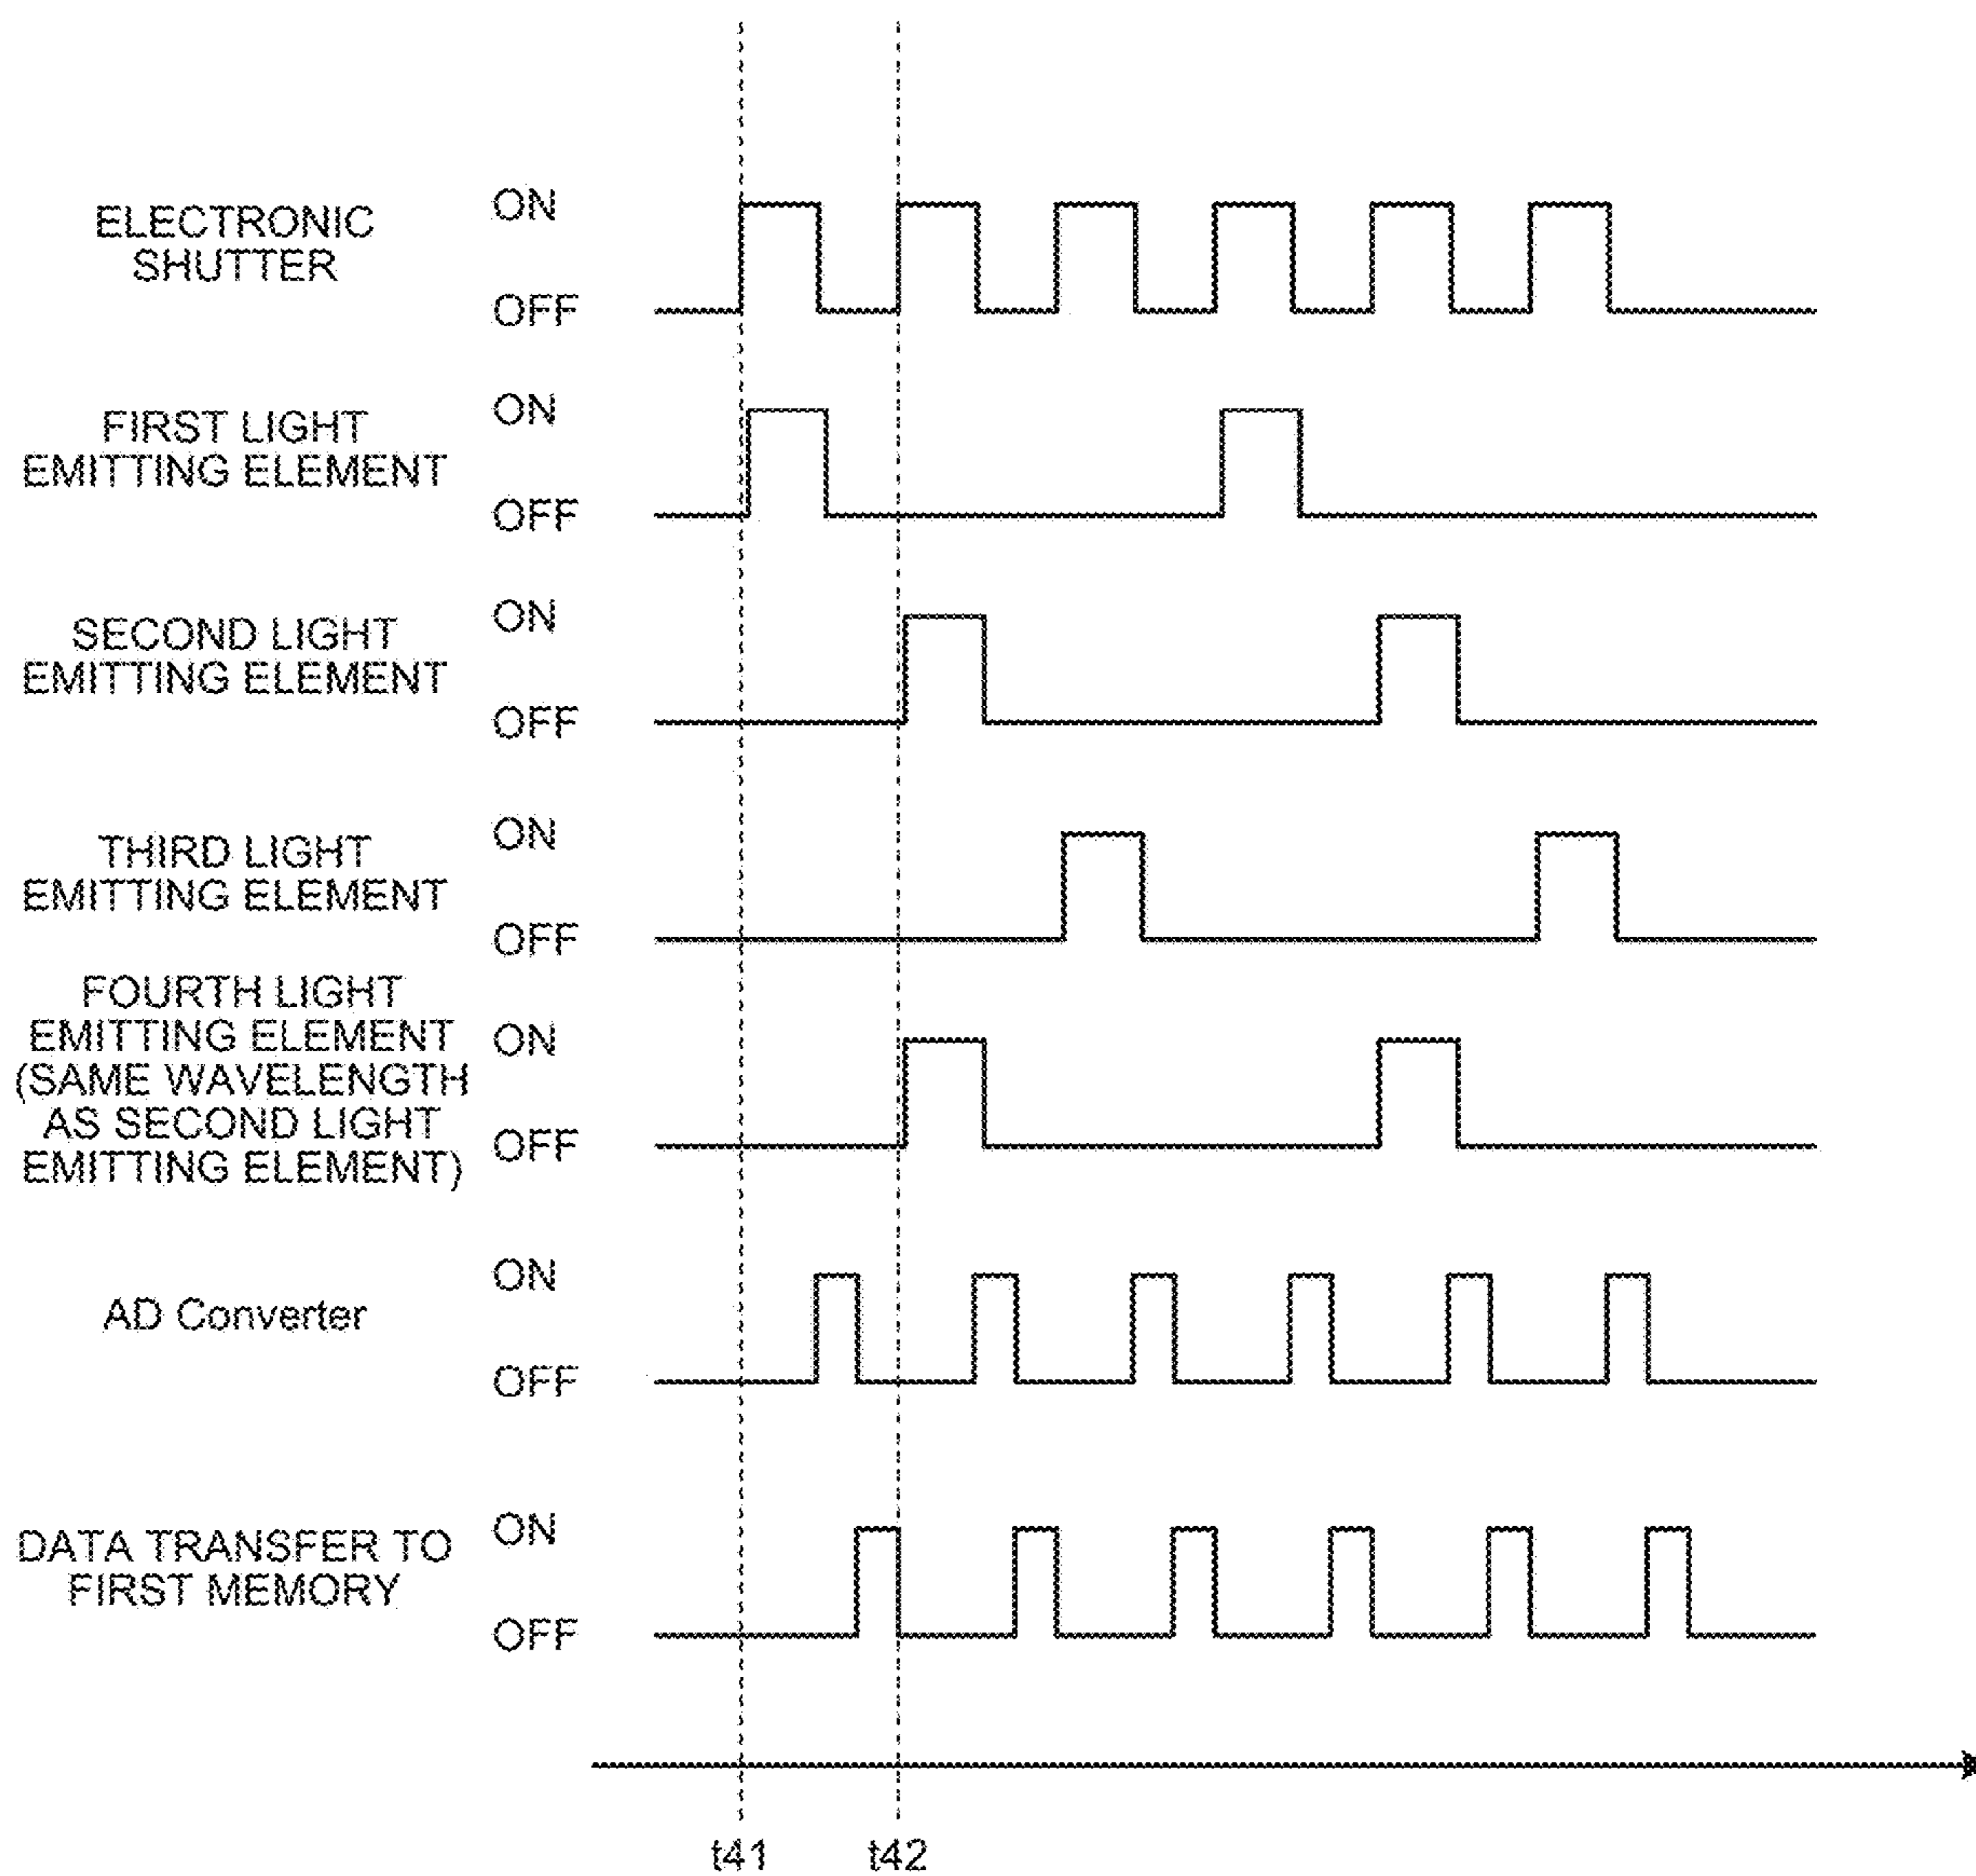 ELECTRONIC
SHUTTER
ON
OFF
FIRST LIGHT
EMITTING ELEMENT
ON
OFF
SECOND LIGHT
EMITTING ELEMENT
ON
OFF
THIRD LIGHT
EMITTING ELEMENT
ON
OFF
FOURTH LIGHT
EMITTING ELEMENT
(SAME WAVELENGTH
AS SECOND LIGHT
EMITTING ELEMENT)
ON
OFF
AD Converter
ON
OFF
DATA TRANSFER TO
FIRST MEMORY
ON
OFF
t41
t42